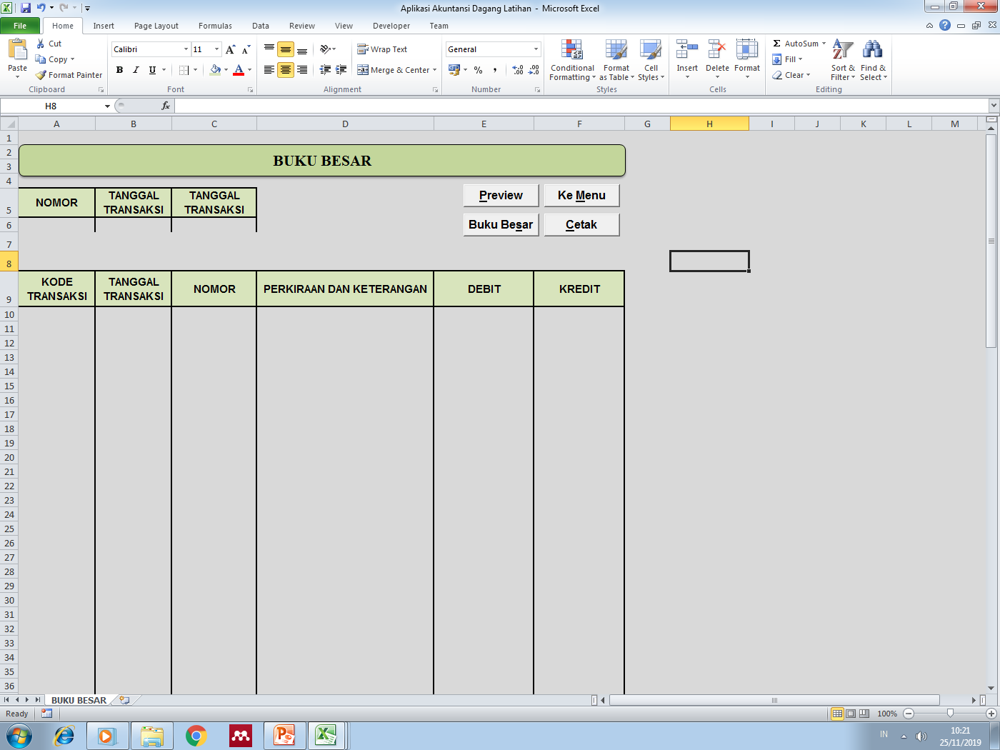 Aplikasi Akuntansi Dagang Latihan - Microsoft Excel
File Home Insert Page Layout Formulas Data Review View Developer Team
Paste
Cut
Copy
Format Painter
Clipboard
Calibri 11
B I U
Font
Wrap Text
Merge & Center
Alignment
General
% , .00 .00
Number
Conditional Formatting
Format as Table
Cell Styles
Styles
Insert Delete Format
Cells
Σ AutoSum
Fill
Clear
Sort & Filter
Find & Select
Editing
H8 fx
A B C D E F G H I J K L M
1
2
3
4
5
6
7
8
9
10
11
12
13
14
15
16
17
18
19
20
21
22
23
24
25
26
27
28
29
30
31
32
33
34
35
36
BUKU BESAR
NOMOR
TANGGAL
TRANSAKSI
TANGGAL
TRANSAKSI
Preview
Ke Menu
Buku Besar
Cetak
KODE
TRANSAKSI
TANGGAL
TRANSAKSI
NOMOR
PERKIRAAN DAN KETERANGAN
DEBIT
KREDIT
BUKU BESAR
Ready
100%
IN
10:21
25/11/2019